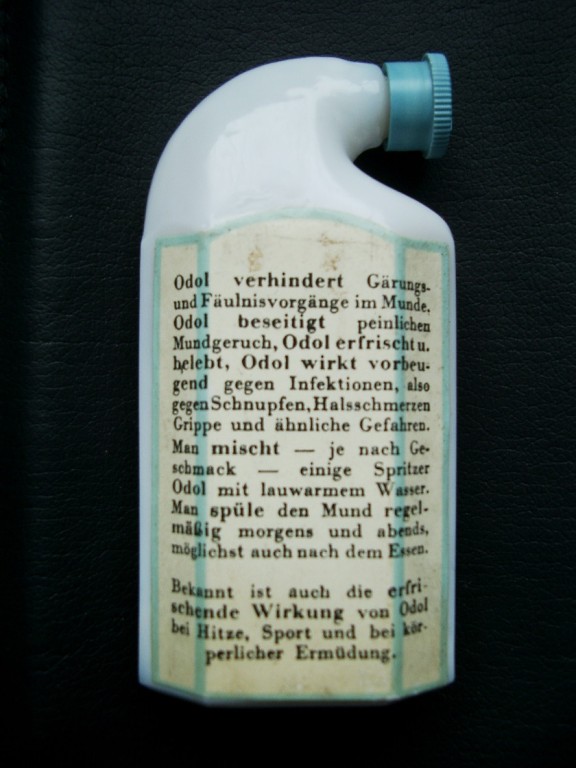 Odol verhindert Gärungs-
und Fäulnisvorgänge im Munde,
Odol beseitigt peinlichen
Mundgeruch, Odol erfrischt u.
belebt, Odol wirkt vorbeu-
gend gegen Infektionen, also
gegen Schnupfen, Halsschmerzen
Grippe und ähnliche Gefahren.
Man mischt — je nach Ge-
schmack — einige Spritzer
Odol mit lauwarmem Wasser.
Man spüle den Mund regel-
mäßig morgens und abends,
möglichst auch nach dem Essen.
Bekannt ist auch die erfri-
schende Wirkung von Odol
bei Hitze, Sport und bei kör-
perlicher Ermüdung.